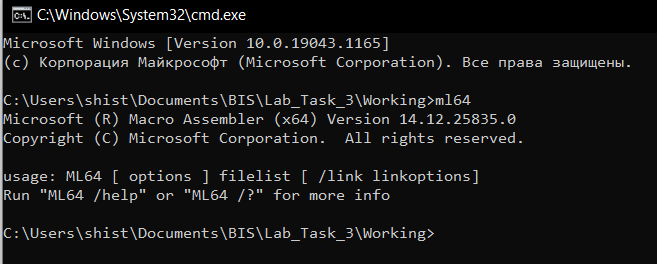 C:\Windows\System32\cmd.exe
Microsoft Windows [Version 10.0.19043.1165]
(c) Корпорация Майкрософт (Microsoft Corporation). Все права защищены.
C:\Users\shist\Documents\BIS\Lab_Task_3\Working>ml64
Microsoft (R) Macro Assembler (x64) Version 14.12.25835.0
Copyright (C) Microsoft Corporation.  All rights reserved.
usage: ML64 [ options ] filelist [ /link linkoptions]
Run "ML64 /help" or "ML64 /?" for more info
C:\Users\shist\Documents\BIS\Lab_Task_3\Working>